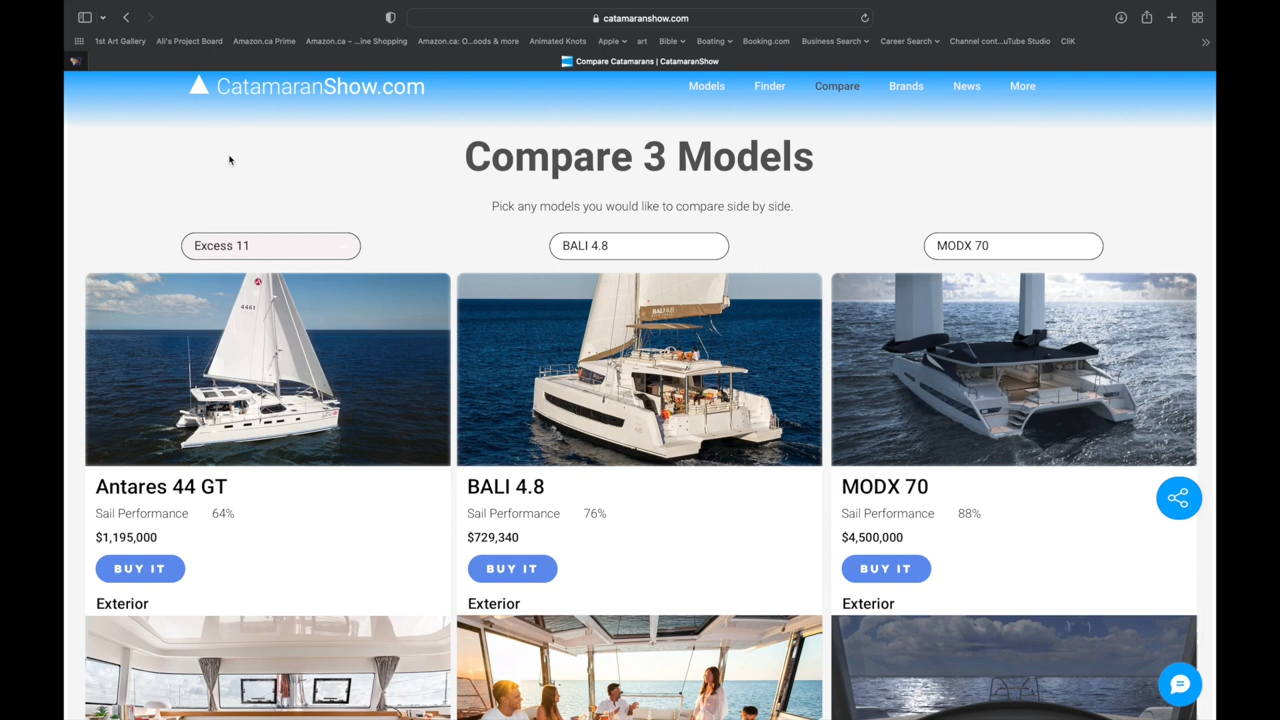 catamaranshow.com
1st Art Gallery Ali's Project Board Amazon.ca Prime Amazon.ca – ...ine Shopping Amazon.ca: O...oods & more Animated Knots Apple art Bible Boating Booking.com Business Search Career Search Channel cont...uTube Studio CliK
Compare Catamarans | CatamaranShow
CatamaranShow.com Models Finder Compare Brands News More
Compare 3 Models
Pick any models you would like to compare side by side.
Excess 11 BALI 4.8 MODX 70
4461
BALI 4.8
Antares 44 GT BALI 4.8 MODX 70
Sail Performance 64% Sail Performance 76% Sail Performance 88%
$1,195,000 $729,340 $4,500,000
BUY IT BUY IT BUY IT
Exterior Exterior Exterior